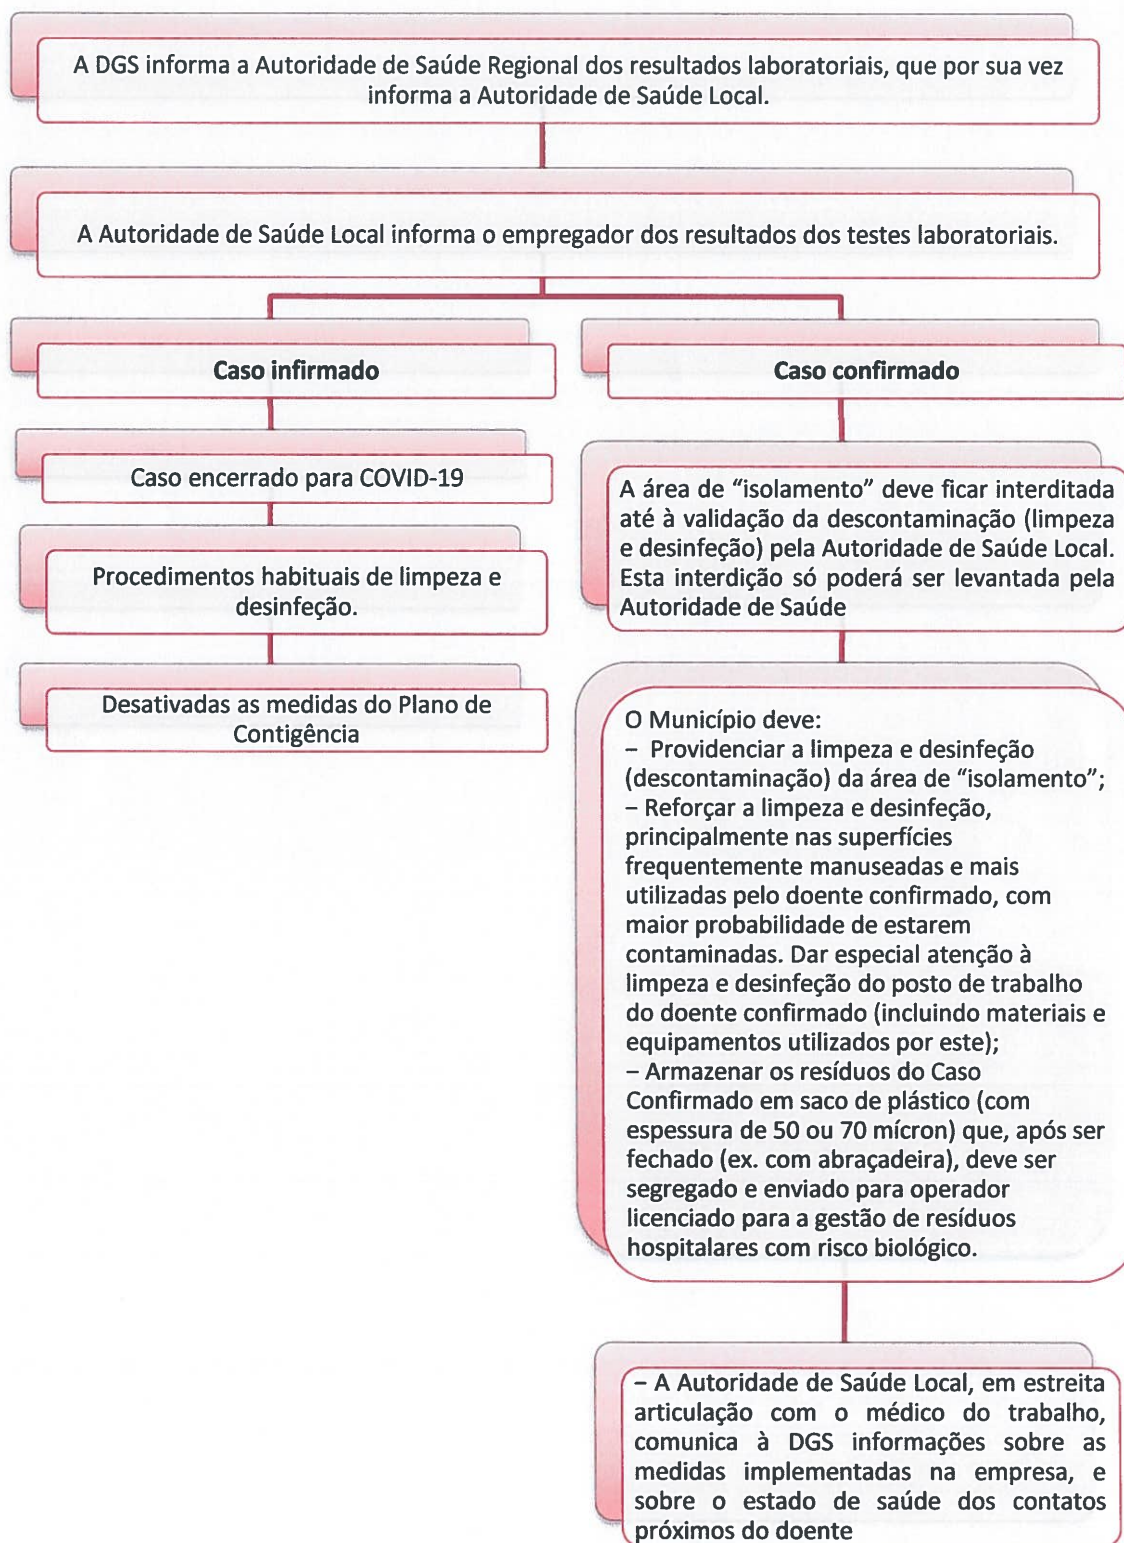 A DGS informa a Autoridade de Saúde Regional dos resultados laboratoriais, que por sua vez
informa a Autoridade de Saúde Local.
A Autoridade de Saúde Local informa o empregador dos resultados dos testes laboratoriais.
Caso infirmado
Caso encerrado para COVID-19
Procedimentos habituais de limpeza e
desinfeção.
Desativadas as medidas do Plano de
Contigência
Caso confirmado
A área de “isolamento” deve ficar interditada
até à validação da descontaminação (limpeza
e desinfeção) pela Autoridade de Saúde Local.
Esta interdição só poderá ser levantada pela
Autoridade de Saúde
O Município deve:
– Providenciar a limpeza e desinfeção
(descontaminação) da área de “isolamento”;
– Reforçar a limpeza e desinfeção,
principalmente nas superfícies
frequentemente manuseadas e mais
utilizadas pelo doente confirmado, com
maior probabilidade de estarem
contaminadas. Dar especial atenção à
limpeza e desinfeção do posto de trabalho
do doente confirmado (incluindo materiais e
equipamentos utilizados por este);
– Armazenar os resíduos do Caso
Confirmado em saco de plástico (com
espessura de 50 ou 70 mícron) que, após ser
fechado (ex. com abraçadeira), deve ser
segregado e enviado para operador
licenciado para a gestão de resíduos
hospitalares com risco biológico.
– A Autoridade de Saúde Local, em estreita
articulação com o médico do trabalho,
comunica à DGS informações sobre as
medidas implementadas na empresa, e
sobre o estado de saúde dos contatos
próximos do doente